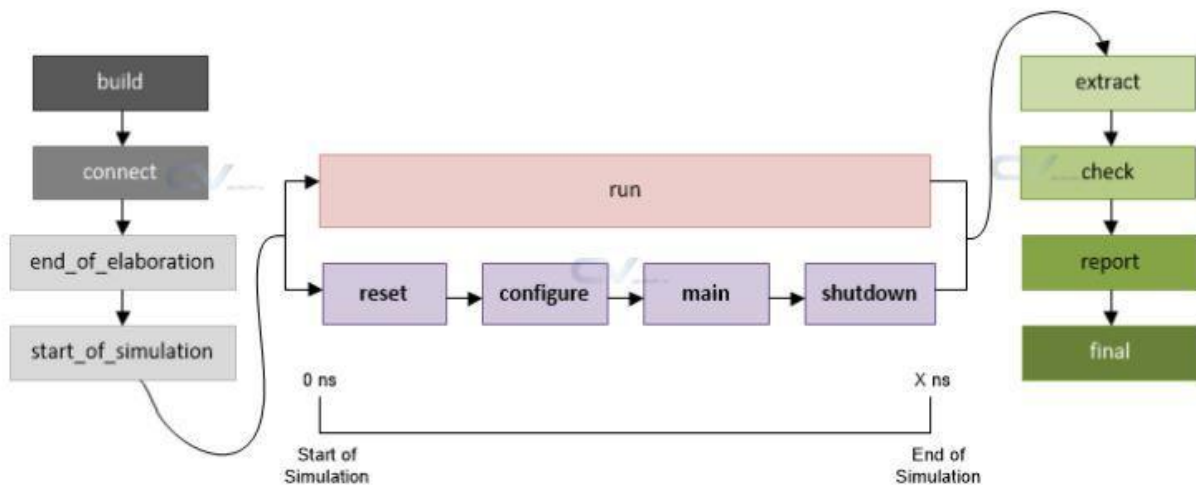 build
connect
end_of_elaboration
start_of_simulation
run
reset
configure
main
shutdown
0 ns
X ns
Start of
Simulation
End of
Simulation
extract
check
report
final